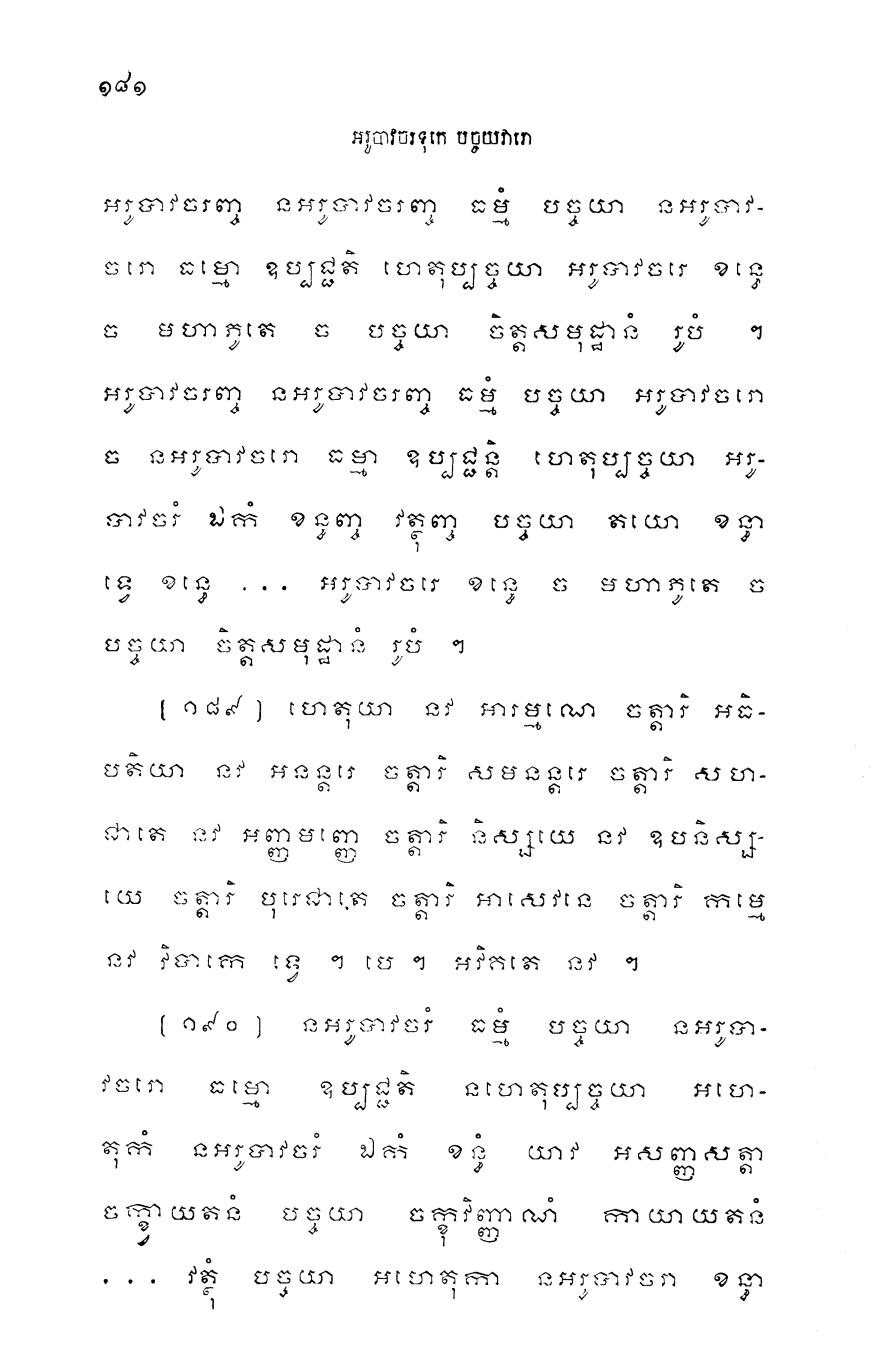 ១៨១
អរូបាវចរទុកេ បច្ចយវារោ
អរូបាវចរញ្ច នអរូបាវចរញ្ច ធម្មំ បច្ចយា នអរូបាវ-
ចរោ ធម្មោ ឧប្បជ្ជតិ ហេតុប្បច្ចយា អរូបាវចរេ ខន្ធេ
ច មហាភូតេ ច បច្ចយា ចិត្តសមុដ្ឋានំ រូបំ ។
អរូបាវចរញ្ច នអរូបាវចរញ្ច ធម្មំ បច្ចយា អរូបាវចរោ
ច នអរូបាវចរោ ធម្មា ឧប្បជ្ជន្តិ ហេតុប្បច្ចយា អរូ-
បាវចរំ ឯកំ ខន្ធញ្ច វត្ថុញ្ច បច្ចយា តយោ ខន្ធា
ទ្វេ ខន្ធេ ... អរូបាវចរេ ខន្ធេ ច មហាភូតេ ច
បច្ចយា ចិត្តសមុដ្ឋានំ រូបំ ។
[១៨៩] ហេតុយា នវ អារម្មណេ ចត្តារិ អធិ-
បតិយា នវ អនន្តរេ ចត្តារិ សមនន្តរេ ចត្តារិ សហ-
ជាតេ នវ អញ្ញមញ្ញេ ចត្តារិ និស្សយេ នវ ឧបនិស្ស-
យេ ចត្តារិ បុរេជាតេ ចត្តារិ អាសេវនេ ចត្តារិ កម្មេ
នវ វិបាកេ ទ្វេ ។ បេ ។ អវិគតេ នវ ។
[១៩០] នអរូបាវចរំ ធម្មំ បច្ចយា នអរូបា-
វចរោ ធម្មោ ឧប្បជ្ជតិ នហេតុប្បច្ចយា អហេ-
តុកំ នអរូបាវចរំ ឯកំ ខន្ធំ យាវ អសញ្ញសត្តា
ចក្ខ្វាយតនំ បច្ចយា ចក្ខុវិញ្ញាណំ កាយាយតនំ
... វត្ថុំ បច្ចយា អហេតុកា នអរូបាវចរា ខន្ធា